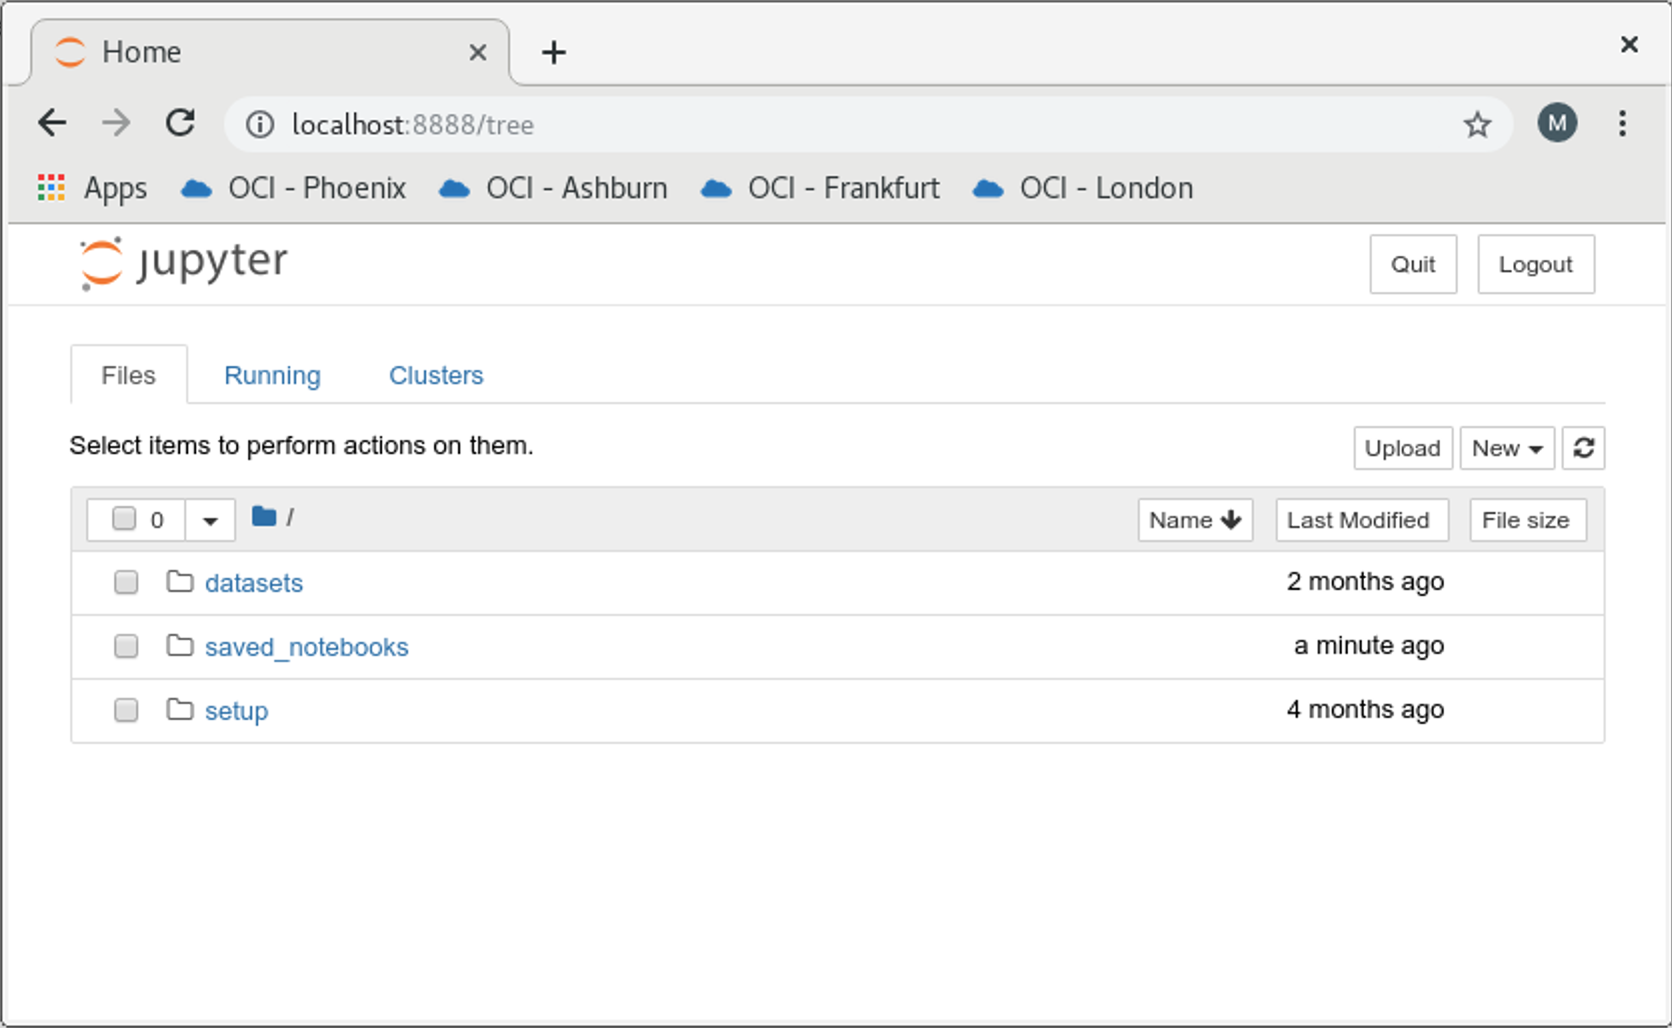 Home
localhost:8888/tree
M
Apps OCI - Phoenix OCI - Ashburn OCI - Frankfurt OCI - London
jupyter Quit Logout
Files Running Clusters
Select items to perform actions on them. Upload New
0 / Name Last Modified File size
datasets 2 months ago
saved_notebooks a minute ago
setup 4 months ago